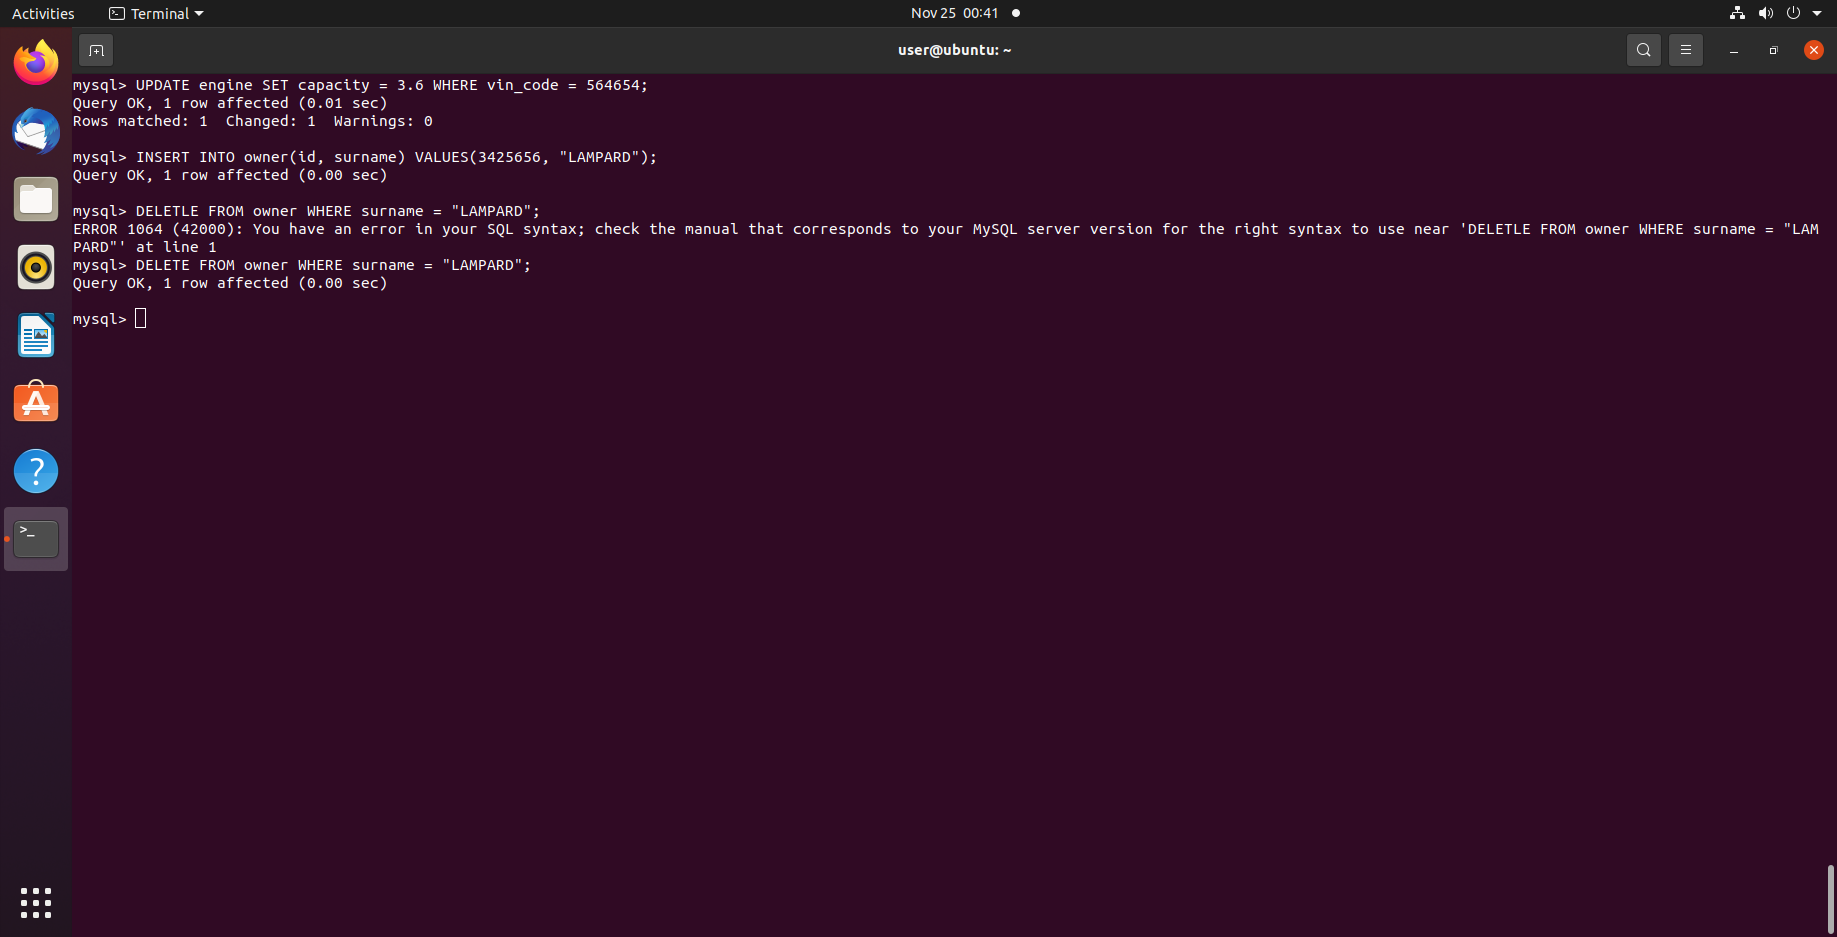 Activities
Terminal
Nov 25 00:41
user@ubuntu: ~
mysql> UPDATE engine SET capacity = 3.6 WHERE vin_code = 564654;
Query OK, 1 row affected (0.01 sec)
Rows matched: 1  Changed: 1  Warnings: 0
mysql> INSERT INTO owner(id, surname) VALUES(3425656, "LAMPARD");
Query OK, 1 row affected (0.00 sec)
mysql> DELETLE FROM owner WHERE surname = "LAMPARD";
ERROR 1064 (42000): You have an error in your SQL syntax; check the manual that corresponds to your MySQL server version for the right syntax to use near 'DELETLE FROM owner WHERE surname = "LAM
PARD"' at line 1
mysql> DELETE FROM owner WHERE surname = "LAMPARD";
Query OK, 1 row affected (0.00 sec)
mysql>